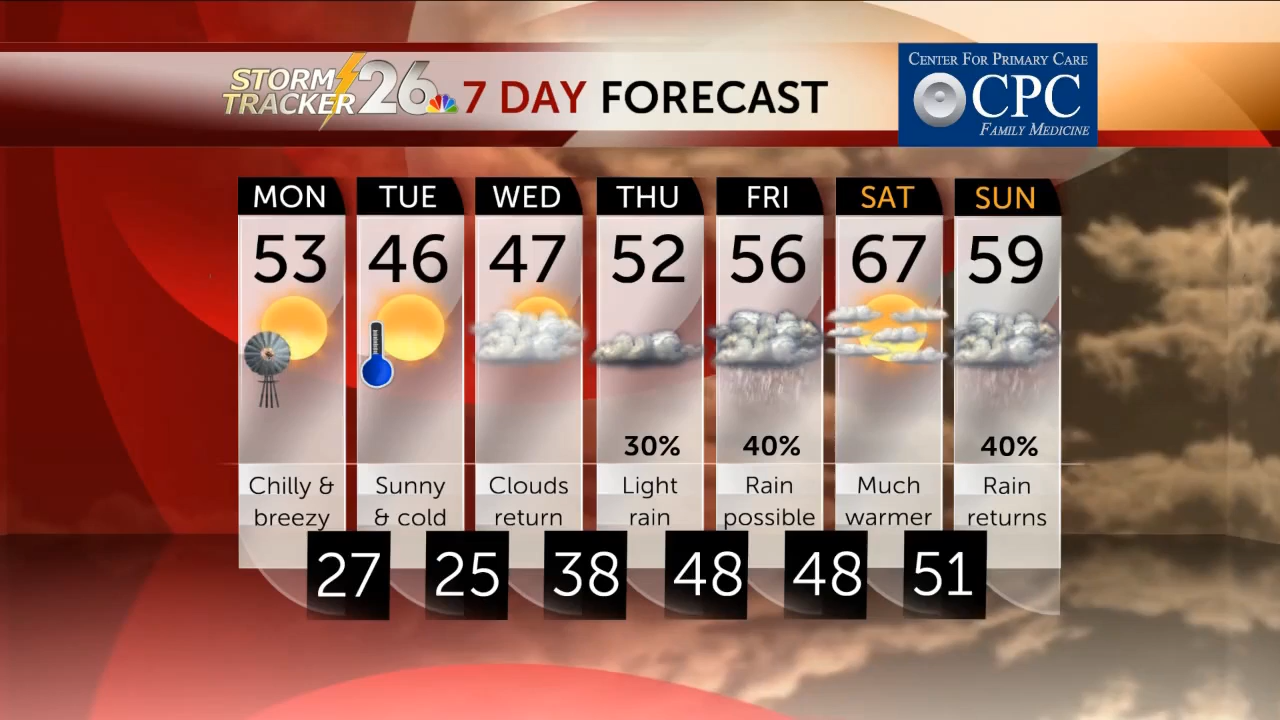 STORM
TRACKER 26
7 DAY FORECAST
CENTER FOR PRIMARY CARE
CPC
FAMILY MEDICINE
MON TUE WED THU FRI SAT SUN
53 46 47 52 56 67 59
30% 40% 40%
Chilly & Sunny Clouds Light Rain Much Rain
breezy & cold return rain possible warmer returns
27 25 38 48 48 51